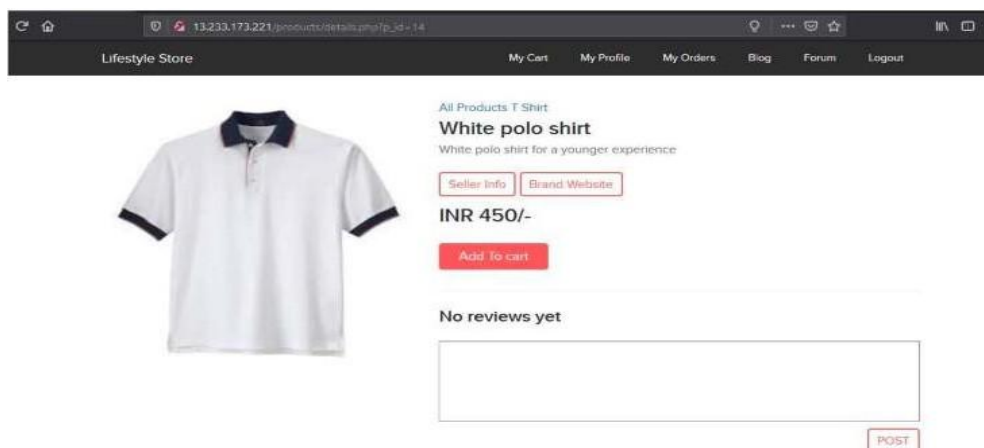 13.233.173.221/products/details.php?p_id=14
Lifestyle Store My Cart My Profile My Orders Blog Forum Logout
All Products T Shirt
White polo shirt
White polo shirt for a younger experience
Seller Info Brand Website
INR 450/-
Add To cart
No reviews yet
POST